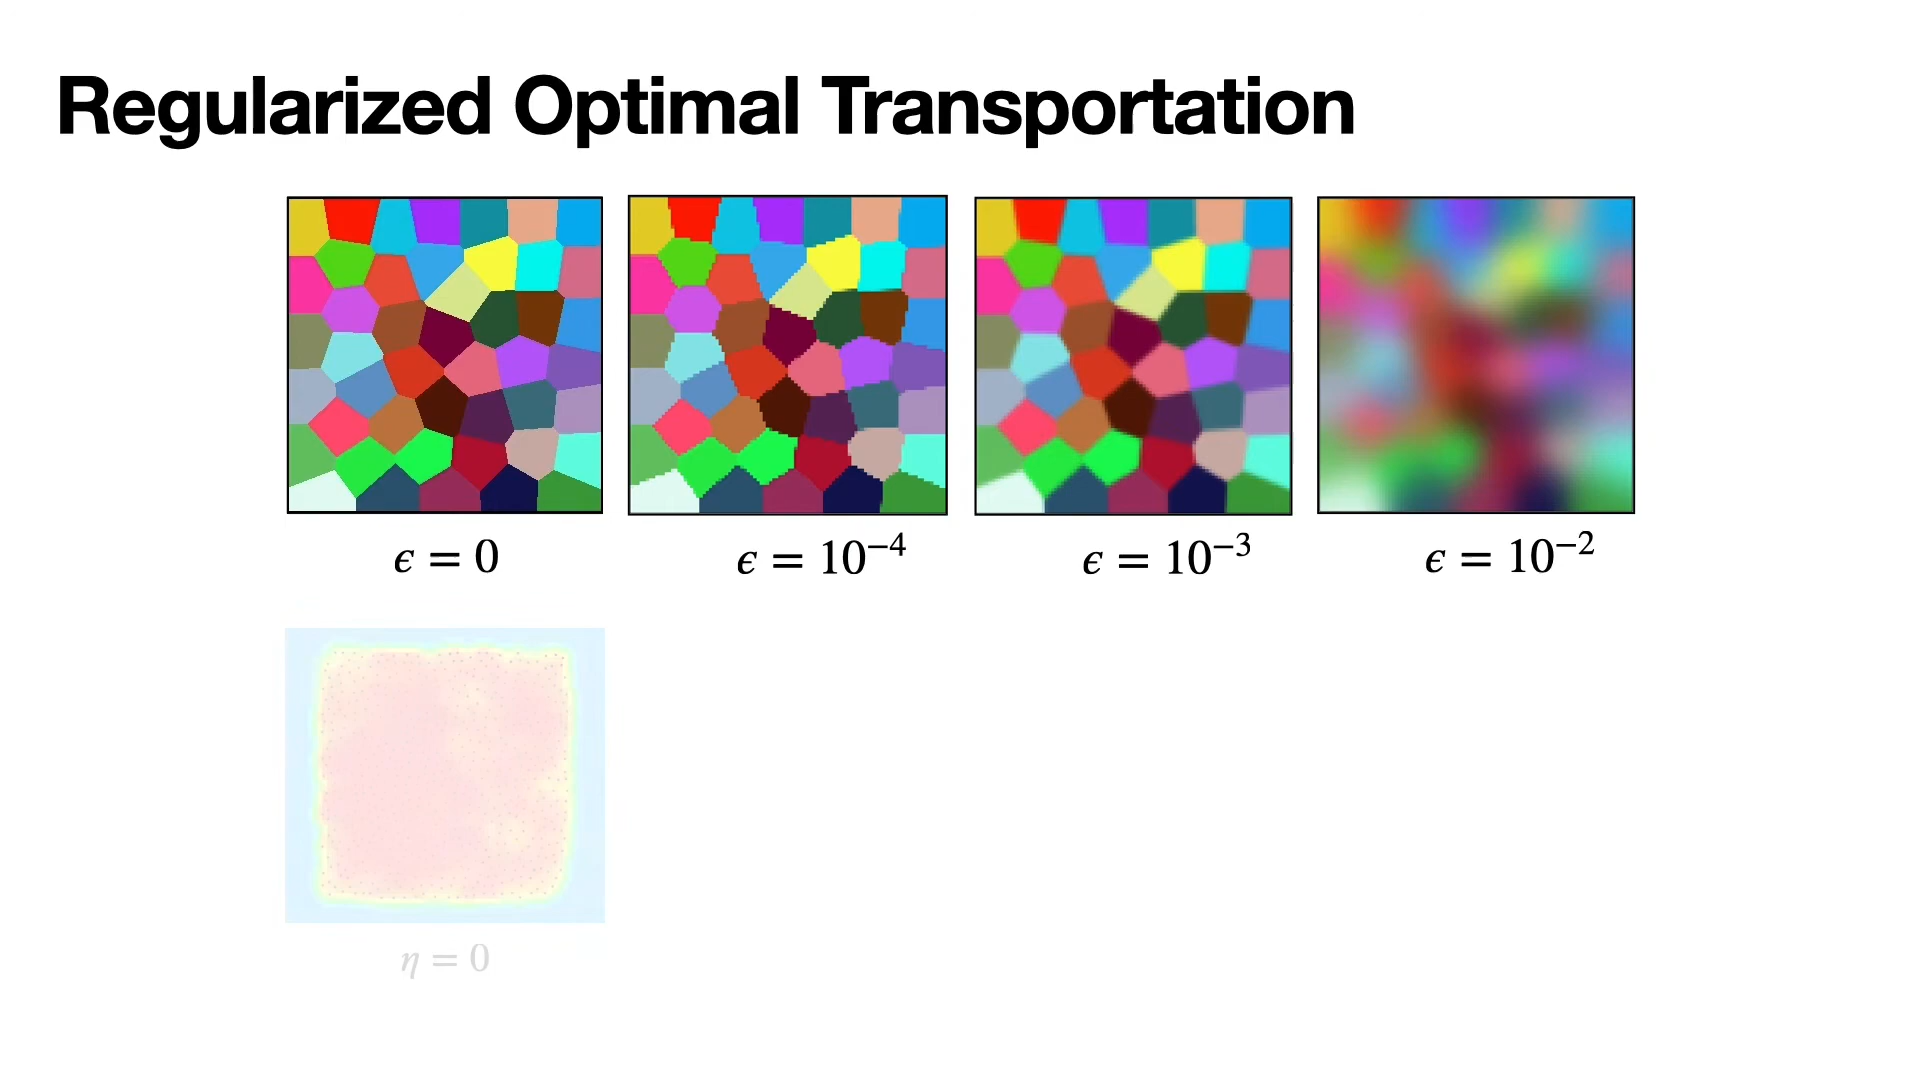 Regularized Optimal Transportation
ϵ = 0
ϵ = 10⁻⁴
ϵ = 10⁻³
ϵ = 10⁻²
η = 0